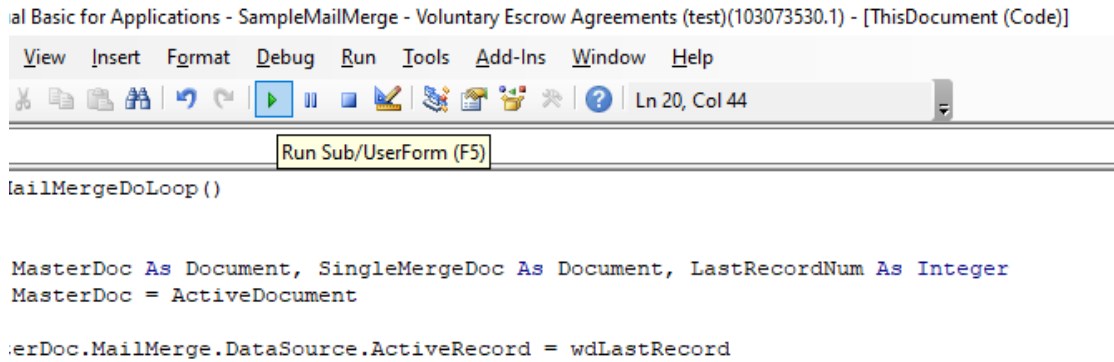 al Basic for Applications - SampleMailMerge - Voluntary Escrow Agreements (test)(103073530.1) - [ThisDocument (Code)]
View Insert Format Debug Run Tools Add-Ins Window Help
Ln 20, Col 44
Run Sub/UserForm (F5)
MailMergeDoLoop()
MasterDoc As Document, SingleMergeDoc As Document, LastRecordNum As Integer
MasterDoc = ActiveDocument
terDoc.MailMerge.DataSource.ActiveRecord = wdLastRecord